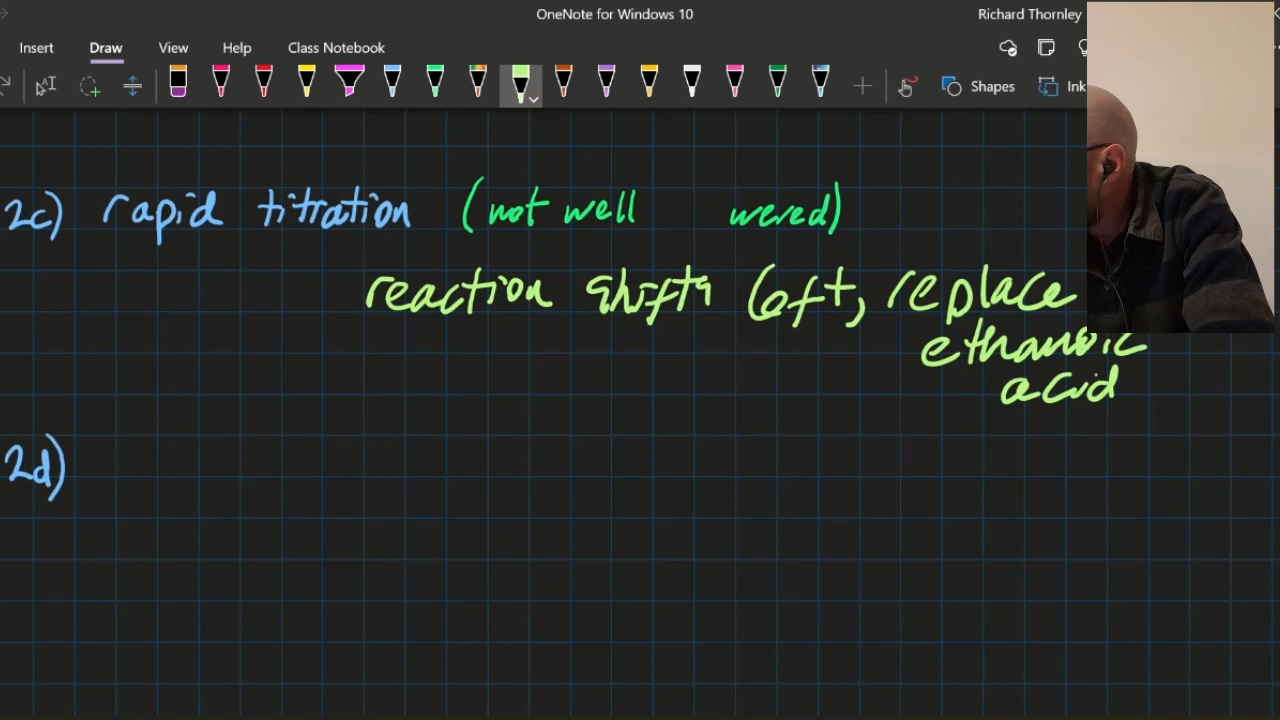 OneNote for Windows 10
Richard Thornley
Insert Draw View Help Class Notebook
Shapes
Ink
2c) rapid titration (not well wered)
reaction shifts left, replace
ethanoic
acid
2d)